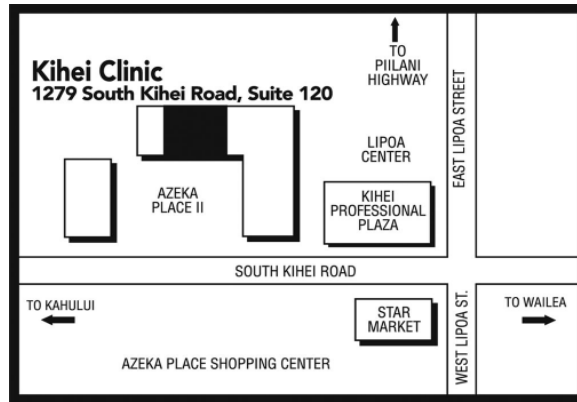 Kihei Clinic
1279 South Kihei Road, Suite 120
TO
PIILANI
HIGHWAY
LIPOA
CENTER
EAST LIPOA STREET
AZEKA
PLACE II
KIHEI
PROFESSIONAL
PLAZA
SOUTH KIHEI ROAD
TO KAHULUI
STAR
MARKET
WEST LIPOA ST.
TO WAILEA
AZEKA PLACE SHOPPING CENTER